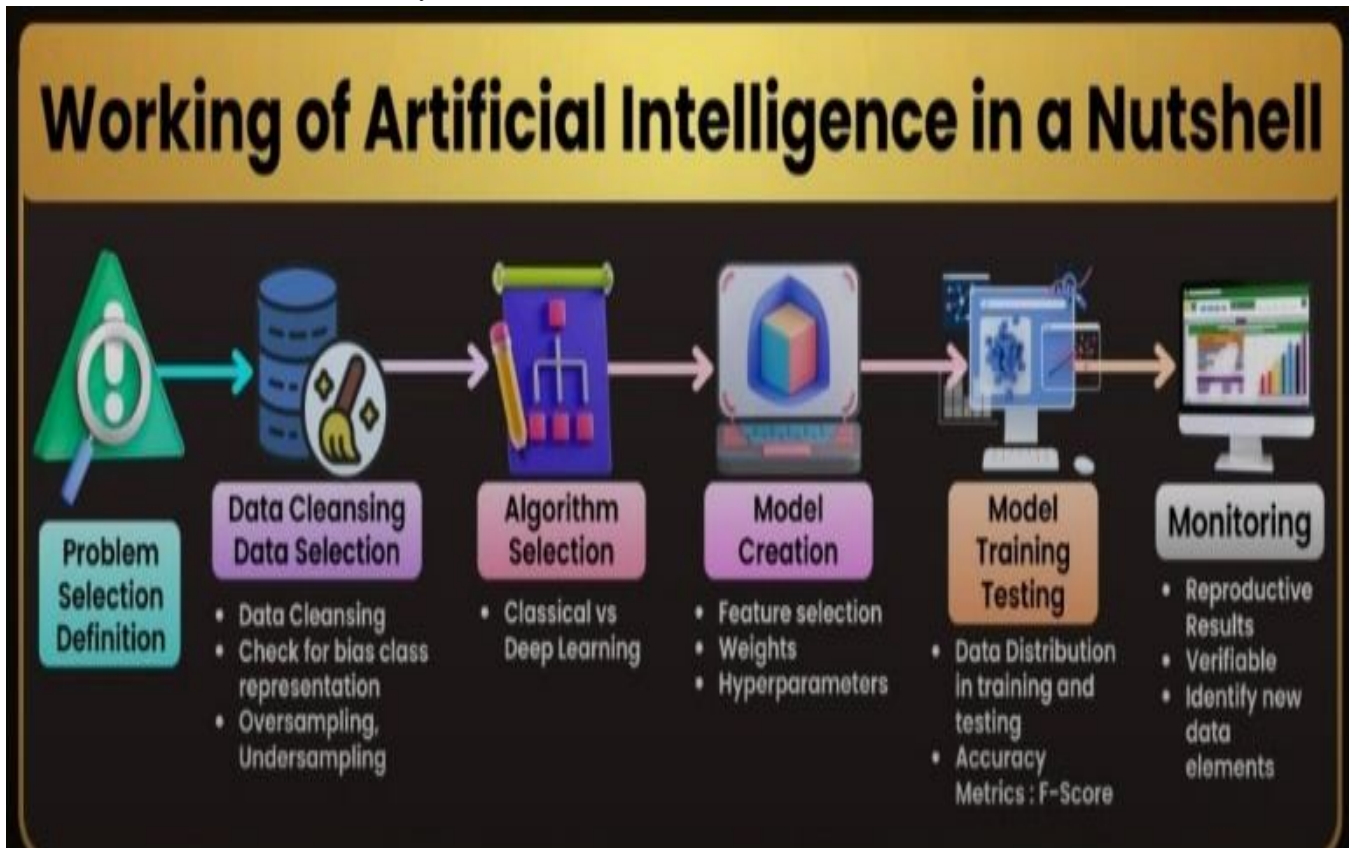 Working of Artificial Intelligence in a Nutshell
Problem
Selection
Definition
Data Cleansing
Data Selection
• Data Cleansing
• Check for bias class
representation
• Oversampling,
Undersampling
Algorithm
Selection
• Classical vs
Deep Learning
Model
Creation
• Feature selection
• Weights
• Hyperparameters
Model
Training
Testing
• Data Distribution
in training and
testing
• Accuracy
Metrics : F-Score
Monitoring
• Reproductive
Results
• Verifiable
• Identify new
data
elements